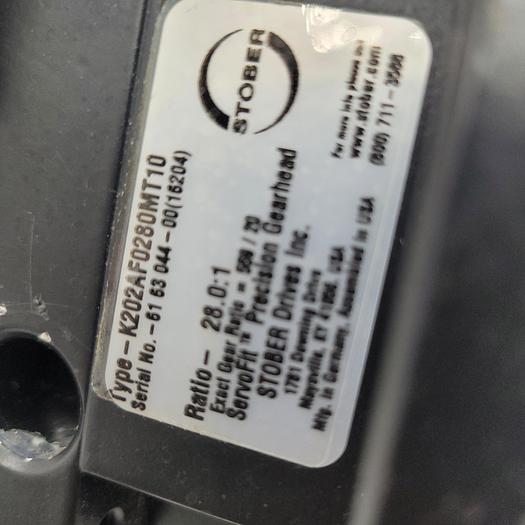 STOBER
For more info please call
www.stober.com
(800) 711-3588
Type-K202AF0280MT10
Serial No.-61 63 044-00(16204)
Ratio- 28.0:1
Exact Gear Ratio = / 20
ServoFit™ Precision Gearhead
STOBER Drives Inc.
1781 Downing Drive
Maysville, KY 41056, USA
Mfg. in Germany. Assembled in USA